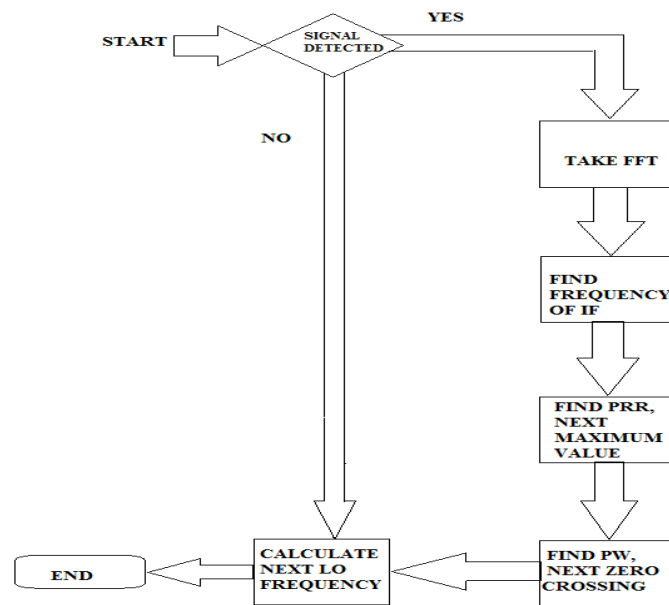 START
SIGNAL
DETECTED
YES
NO
TAKE FFT
FIND
FREQUENCY
OF IF
FIND PRR,
NEXT
MAXIMUM
VALUE
FIND PW,
NEXT ZERO
CROSSING
CALCULATE
NEXT LO
FREQUENCY
END